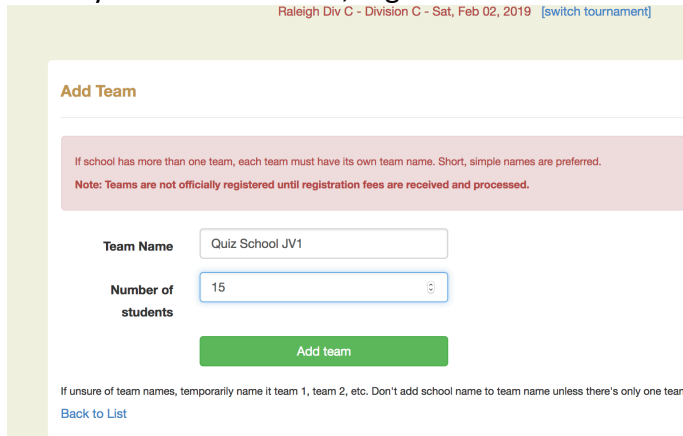 Raleigh Div C - Division C - Sat, Feb 02, 2019 [switch tournament]
Add Team
If school has more than one team, each team must have its own team name. Short, simple names are preferred.
Note: Teams are not officially registered until registration fees are received and processed.
Team Name
Quiz School JV1
Number of
students
15
Add team
If unsure of team names, temporarily name it team 1, team 2, etc. Don't add school name to team name unless there's only one team
Back to List